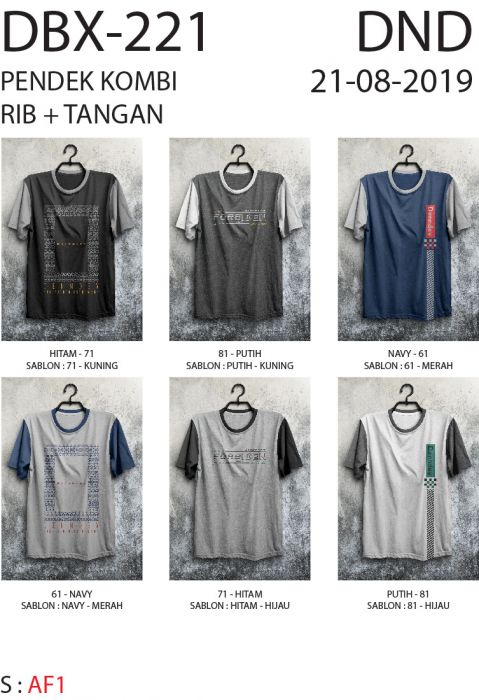 DBX-221
DND
PENDEK KOMBI
21-08-2019
RIB + TANGAN
FORBIDEN
HITAM - 71
SABLON : 71 - KUNING
81 - PUTIH
SABLON : PUTIH - KUNING
NAVY - 61
SABLON : 61 - MERAH
FORBIDEN
61 - NAVY
SABLON : NAVY - MERAH
71 - HITAM
SABLON : HITAM - HIJAU
PUTIH - 81
SABLON : 81 - HIJAU
S : AF1